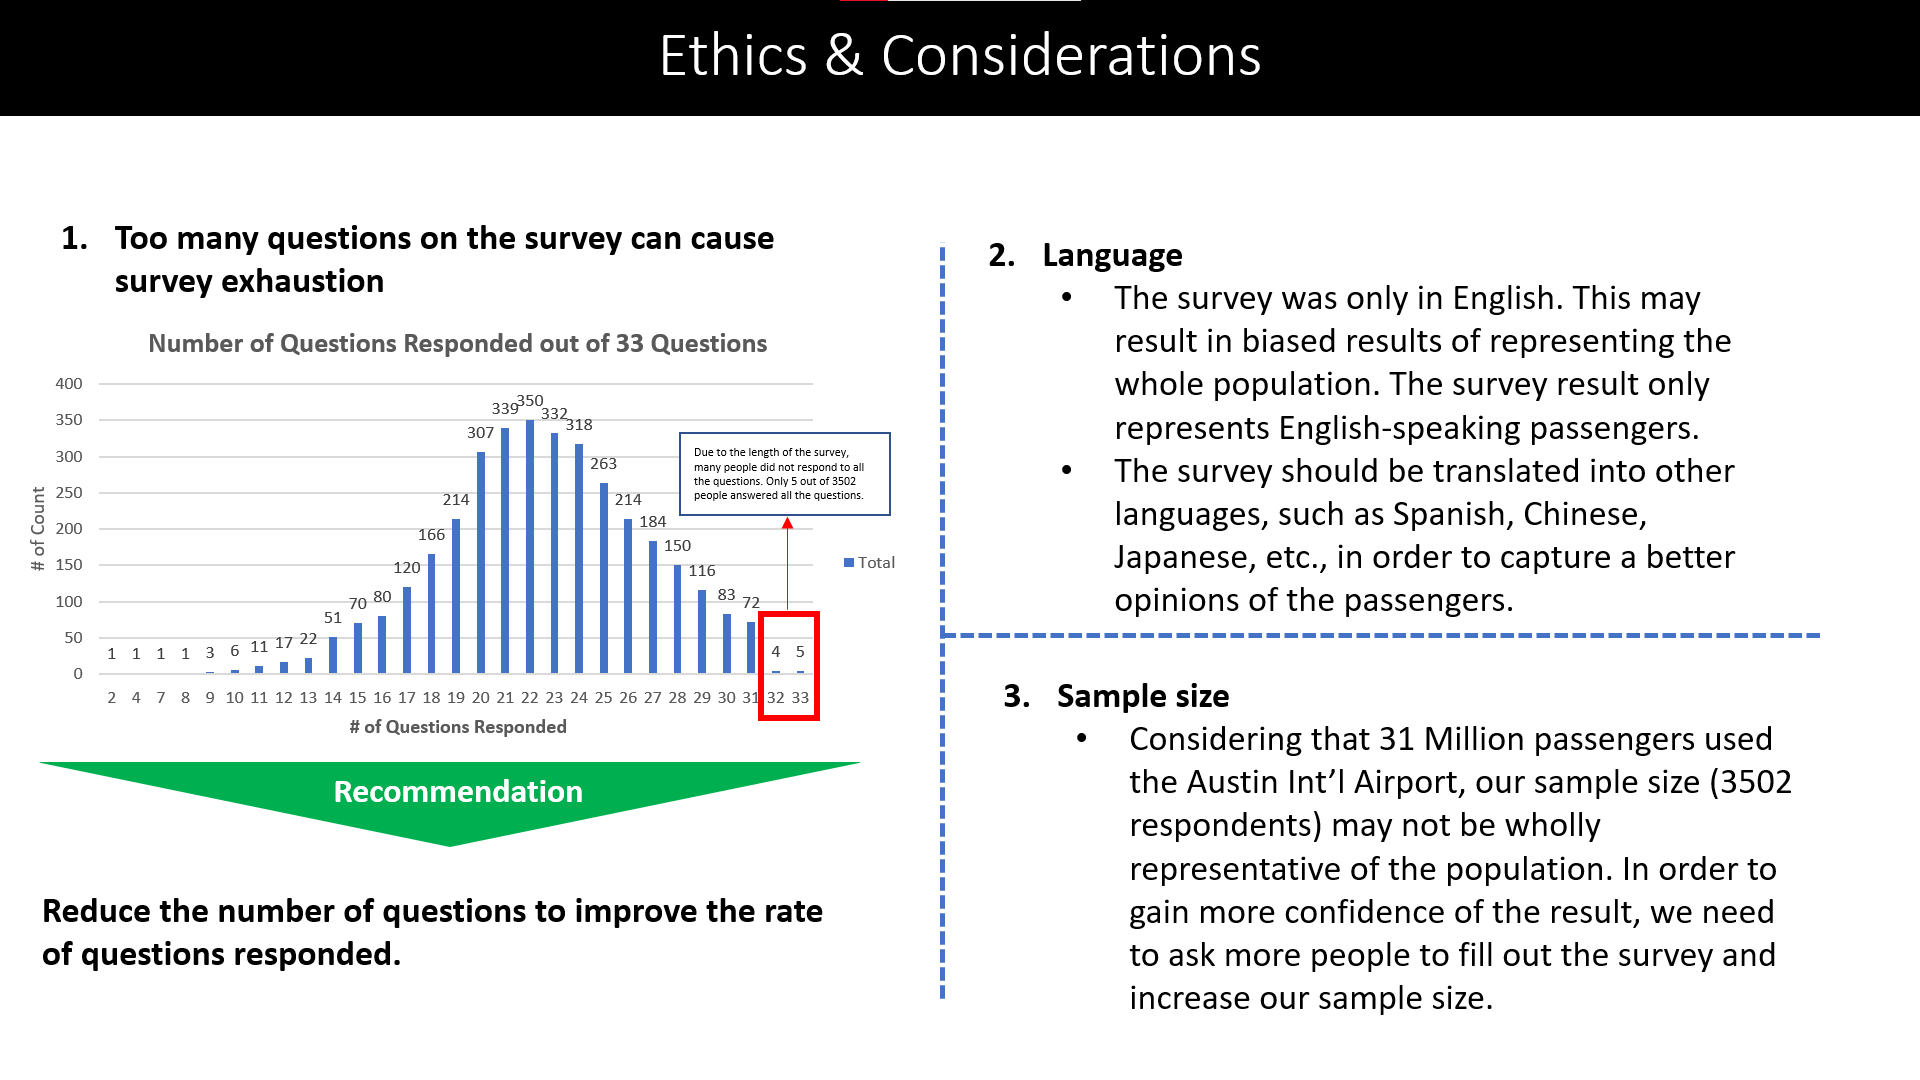 Ethics & Considerations
1. Too many questions on the survey can cause
survey exhaustion
Number of Questions Responded out of 33 Questions
400
350
300
250
200
150
100
50
0
# of Count
1 1 1 1 3 6 11 17 22 51 70 80 120 166 214 307 339 350 332 318 263 214 184 150 116 83 72 4 5
2 4 7 8 9 10 11 12 13 14 15 16 17 18 19 20 21 22 23 24 25 26 27 28 29 30 31 32 33
# of Questions Responded
Total
Due to the length of the survey,
many people did not respond to all
the questions. Only 5 out of 3502
people answered all the questions.
Recommendation
Reduce the number of questions to improve the rate
of questions responded.
2. Language
• The survey was only in English. This may
result in biased results of representing the
whole population. The survey result only
represents English-speaking passengers.
• The survey should be translated into other
languages, such as Spanish, Chinese,
Japanese, etc., in order to capture a better
opinions of the passengers.
3. Sample size
• Considering that 31 Million passengers used
the Austin Int’l Airport, our sample size (3502
respondents) may not be wholly
representative of the population. In order to
gain more confidence of the result, we need
to ask more people to fill out the survey and
increase our sample size.